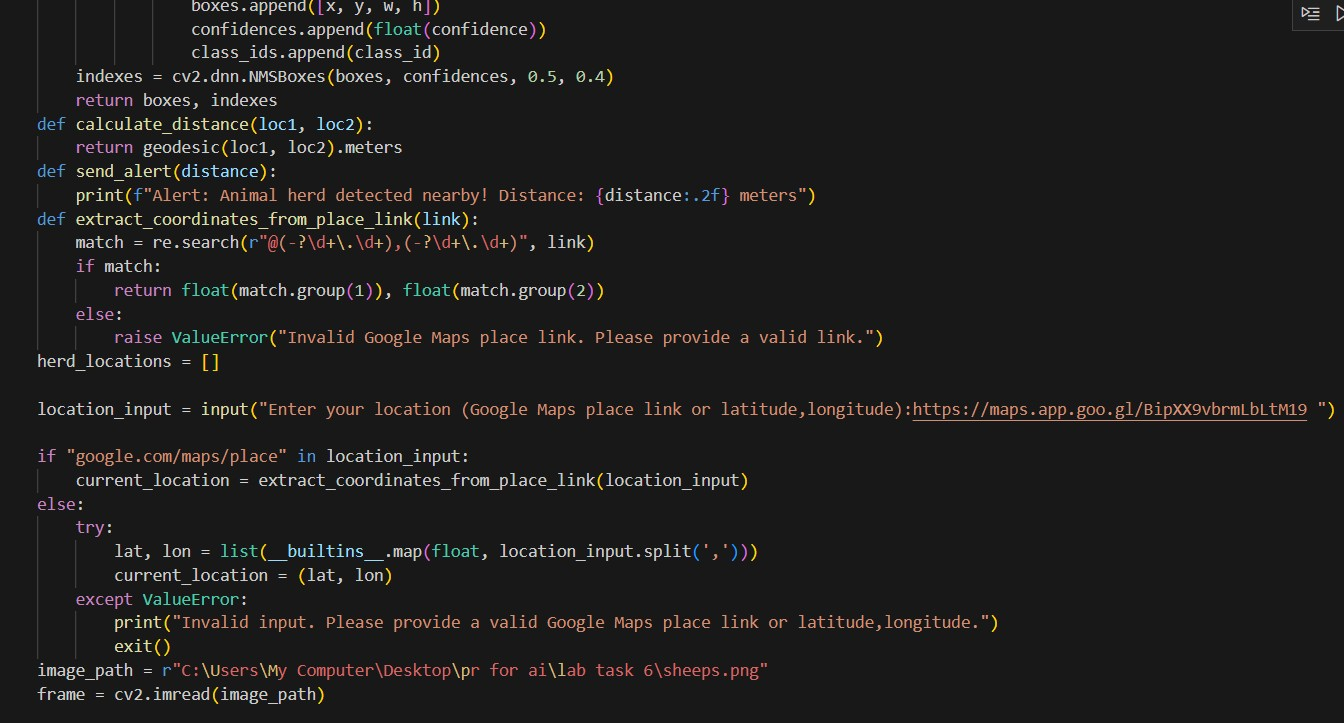 boxes.append([x, y, w, h])
confidences.append(float(confidence))
class_ids.append(class_id)
indexes = cv2.dnn.NMSBoxes(boxes, confidences, 0.5, 0.4)
return boxes, indexes
def calculate_distance(loc1, loc2):
return geodesic(loc1, loc2).meters
def send_alert(distance):
print(f"Alert: Animal herd detected nearby! Distance: {distance:.2f} meters")
def extract_coordinates_from_place_link(link):
match = re.search(r"@(-?\d+\.\d+),(-?\d+\.\d+)", link)
if match:
return float(match.group(1)), float(match.group(2))
else:
raise ValueError("Invalid Google Maps place link. Please provide a valid link.")
herd_locations = []
location_input = input("Enter your location (Google Maps place link or latitude,longitude):https://maps.app.goo.gl/BipXX9vbrmLbLtM19 ")
if "google.com/maps/place" in location_input:
current_location = extract_coordinates_from_place_link(location_input)
else:
try:
lat, lon = list(__builtins__.map(float, location_input.split(',')))
current_location = (lat, lon)
except ValueError:
print("Invalid input. Please provide a valid Google Maps place link or latitude,longitude.")
exit()
image_path = r"C:\Users\My Computer\Desktop\pr for ai\lab task 6\sheeps.png"
frame = cv2.imread(image_path)